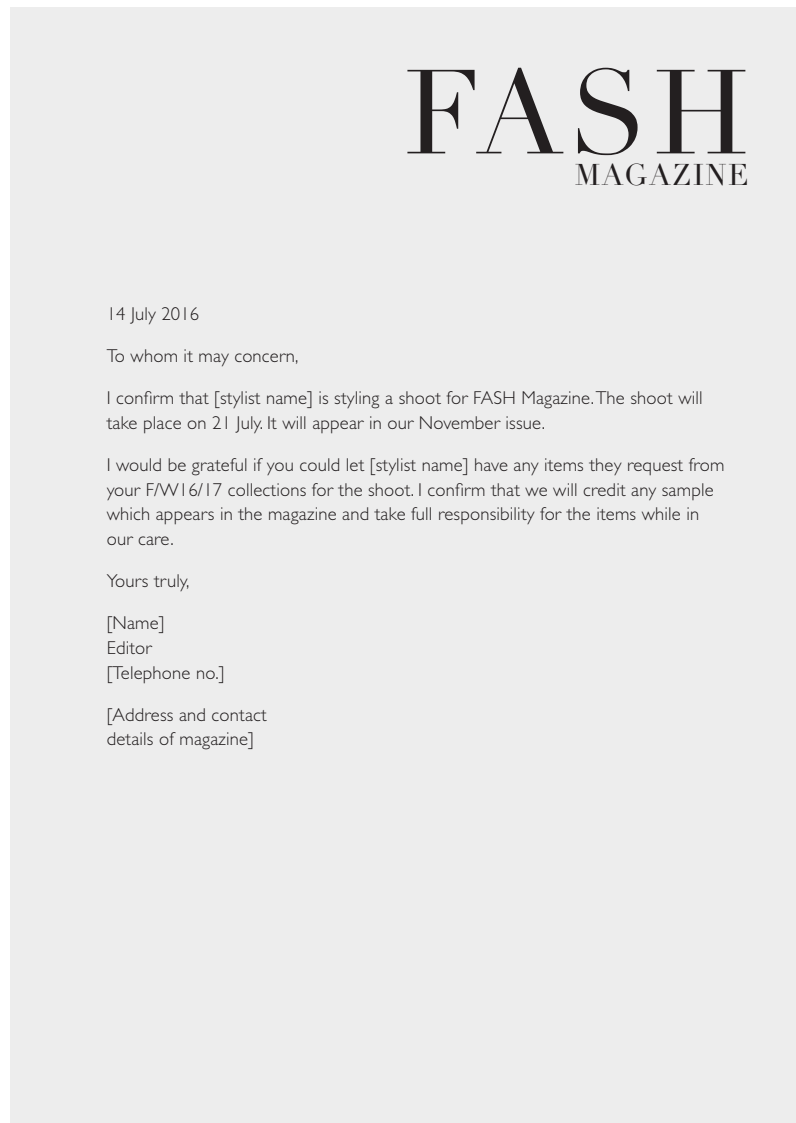 FASH
MAGAZINE
14 July 2016
To whom it may concern,
I confirm that [stylist name] is styling a shoot for FASH Magazine. The shoot will
take place on 21 July. It will appear in our November issue.
I would be grateful if you could let [stylist name] have any items they request from
your F/W16/17 collections for the shoot. I confirm that we will credit any sample
which appears in the magazine and take full responsibility for the items while in
our care.
Yours truly,
[Name]
Editor
[Telephone no.]
[Address and contact
details of magazine]